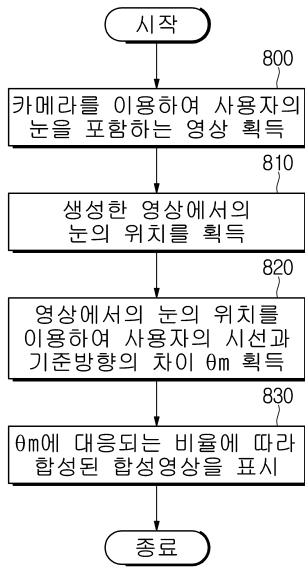 시작
800
카메라를 이용하여 사용자의
눈을 포함하는 영상 획득
810
생성한 영상에서의
눈의 위치를 획득
820
영상에서의 눈의 위치를
이용하여 사용자의 시선과
기준방향의 차이 θm 획득
830
θm에 대응되는 비율에 따라
합성된 합성영상을 표시
종료